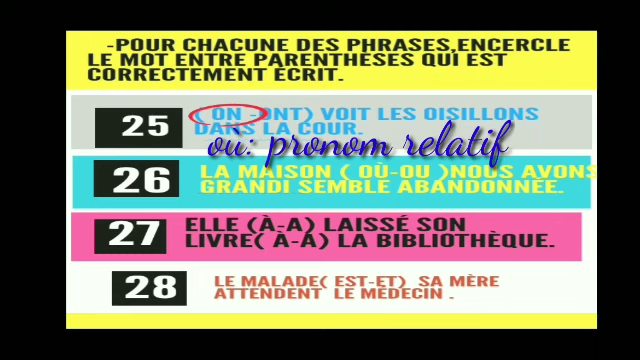 -POUR CHACUNE DES PHRASES,ENCERCLE
LE MOT ENTRE PARENTHÈSES QUI EST
CORRECTEMENT ÉCRIT.
25
( ON -ONT) VOIT LES OISILLONS
DANS LA COUR.
où: pronom relatif
26
LA MAISON ( OÙ-OU )NOUS AVONS
GRANDI SEMBLE ABANDONNÉE.
27
ELLE (À-A) LAISSÉ SON
LIVRE( À-A) LA BIBLIOTHÈQUE.
28
LE MALADE( EST-ET) SA MÈRE
ATTENDENT LE MÉDECIN .